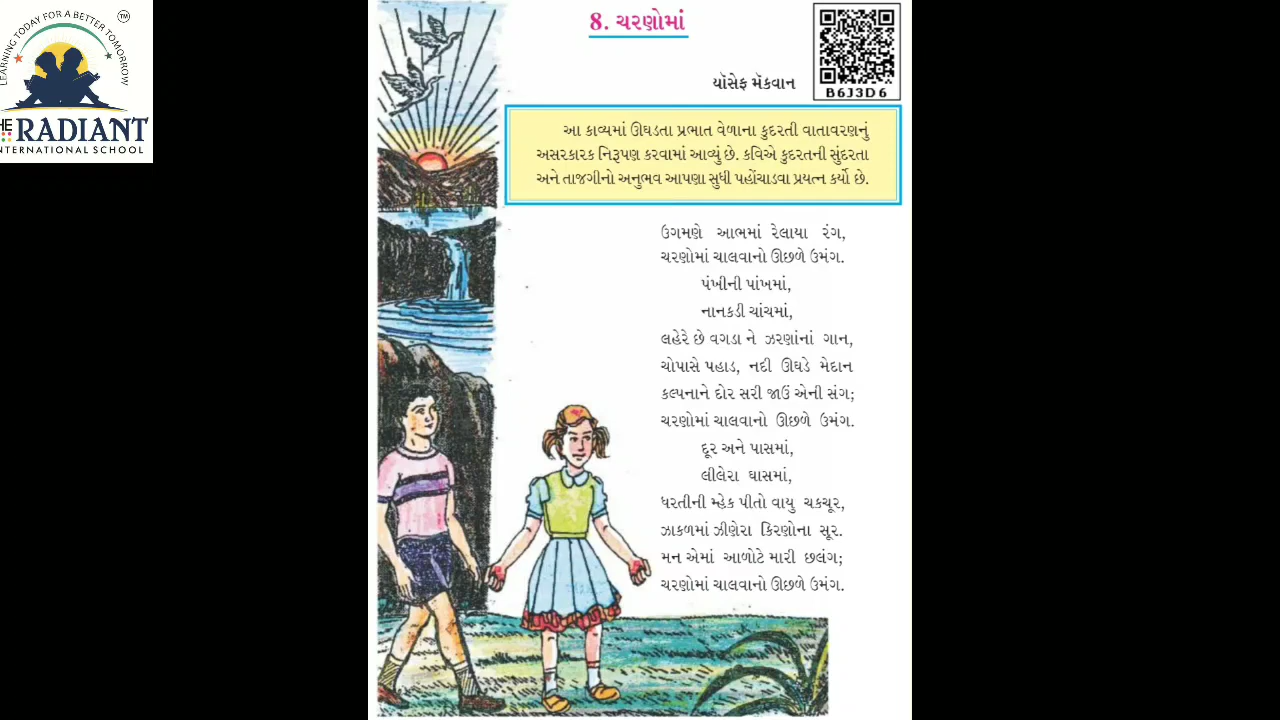 LEARNING TODAY FOR A BETTER TOMORROW
TM
THE RADIANT
INTERNATIONAL SCHOOL
8. ચરણોમાં
B6J3D6
યૉસેફ મૅકવાન
આ કાવ્યમાં ઊઘડતા પ્રભાત વેળાના કુદરતી વાતાવરણનું
અસરકારક નિરૂપણ કરવામાં આવ્યું છે. કવિએ કુદરતની સુંદરતા
અને તાજગીનો અનુભવ આપણા સુધી પહોંચાડવા પ્રયત્ન કર્યો છે.
ઉગમણે આભમાં રેલાયા રંગ,
ચરણોમાં ચાલવાનો ઊછળે ઉમંગ.
પંખીની પાંખમાં,
નાનકડી ચાંચમાં,
લહેરે છે વગડા ને ઝરણાંનાં ગાન,
ચોપાસે પહાડ, નદી ઊઘડે મેદાન
કલ્પનાને દોર સરી જાઉં એની સંગ;
ચરણોમાં ચાલવાનો ઊછળે ઉમંગ.
દૂર અને પાસમાં,
લીલેરા ઘાસમાં,
ધરતીની મ્હેક પીતો વાયુ ચકચૂર,
ઝાકળમાં ઝીણેરા કિરણોના સૂર.
મન એમાં આળોટે મારી છલંગ;
ચરણોમાં ચાલવાનો ઊછળે ઉમંગ.